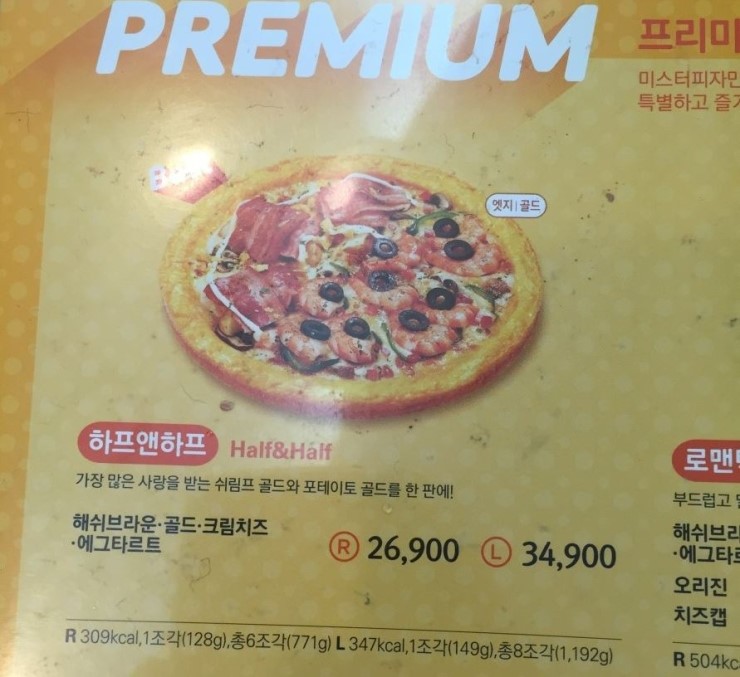 PREMIUM
프리미
미스터피자만
특별하고 즐기
엣지|골드
하프앤하프 Half&Half
가장 많은 사랑을 받는 쉬림프 골드와 포테이토 골드를 한 판에!
해쉬브라운·골드·크림치즈
·에그타르트
R 26,900 L 34,900
R 309kcal,1조각(128g),총6조각(771g) L 347kcal,1조각(149g),총8조각(1,192g)
로맨
부드럽고
해쉬브라
·에그타르
오리진
치즈캡
R 504kc